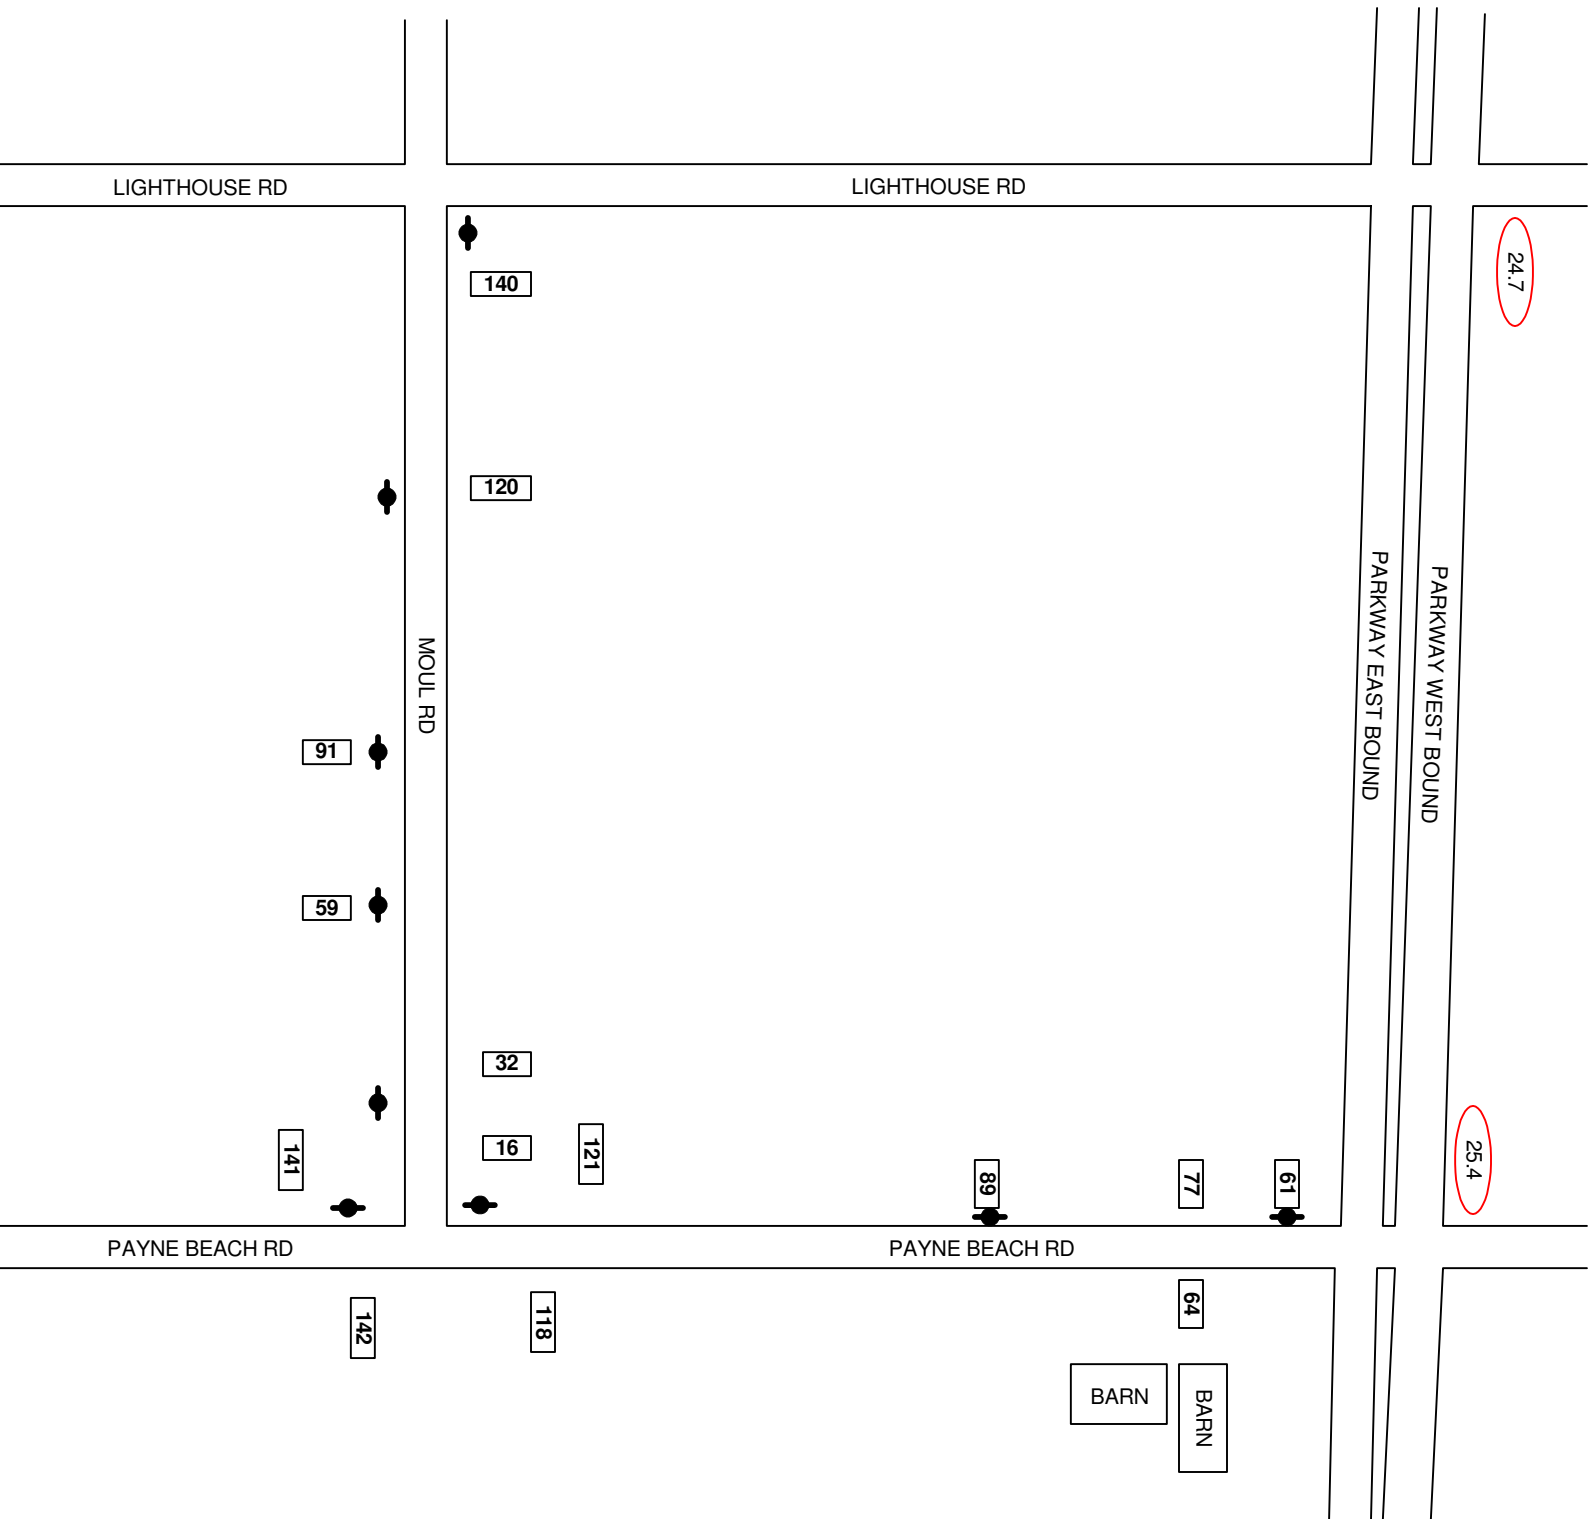 LIGHTHOUSE RD
LIGHTHOUSE RD
24.7
140
120
PARKWAY EAST BOUND
PARKWAY WEST BOUND
MOUL RD
91
59
32
16
141
121
89
77
61
25.4
PAYNE BEACH RD
PAYNE BEACH RD
142
118
64
BARN
BARN